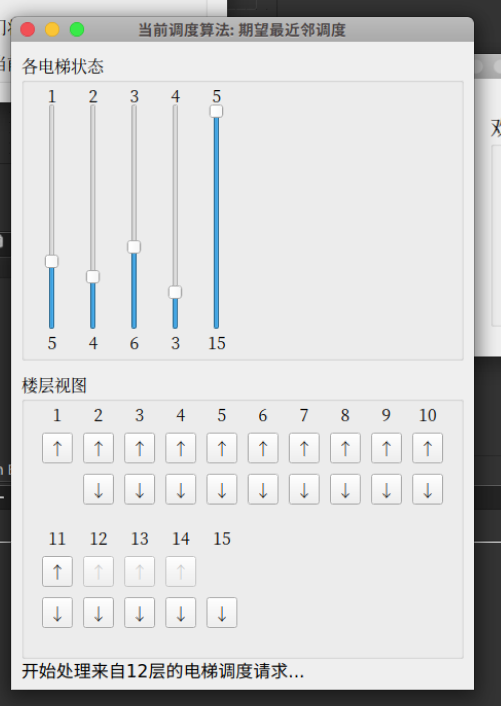 当前调度算法: 期望最近邻调度
各电梯状态
1 2 3 4 5
5 4 6 3 15
楼层视图
1 2 3 4 5 6 7 8 9 10
↑ ↑ ↑ ↑ ↑ ↑ ↑ ↑ ↑ ↑
↓ ↓ ↓ ↓ ↓ ↓ ↓ ↓ ↓
11 12 13 14 15
↑ ↑ ↑ ↑
↓ ↓ ↓ ↓ ↓
开始处理来自12层的电梯调度请求...